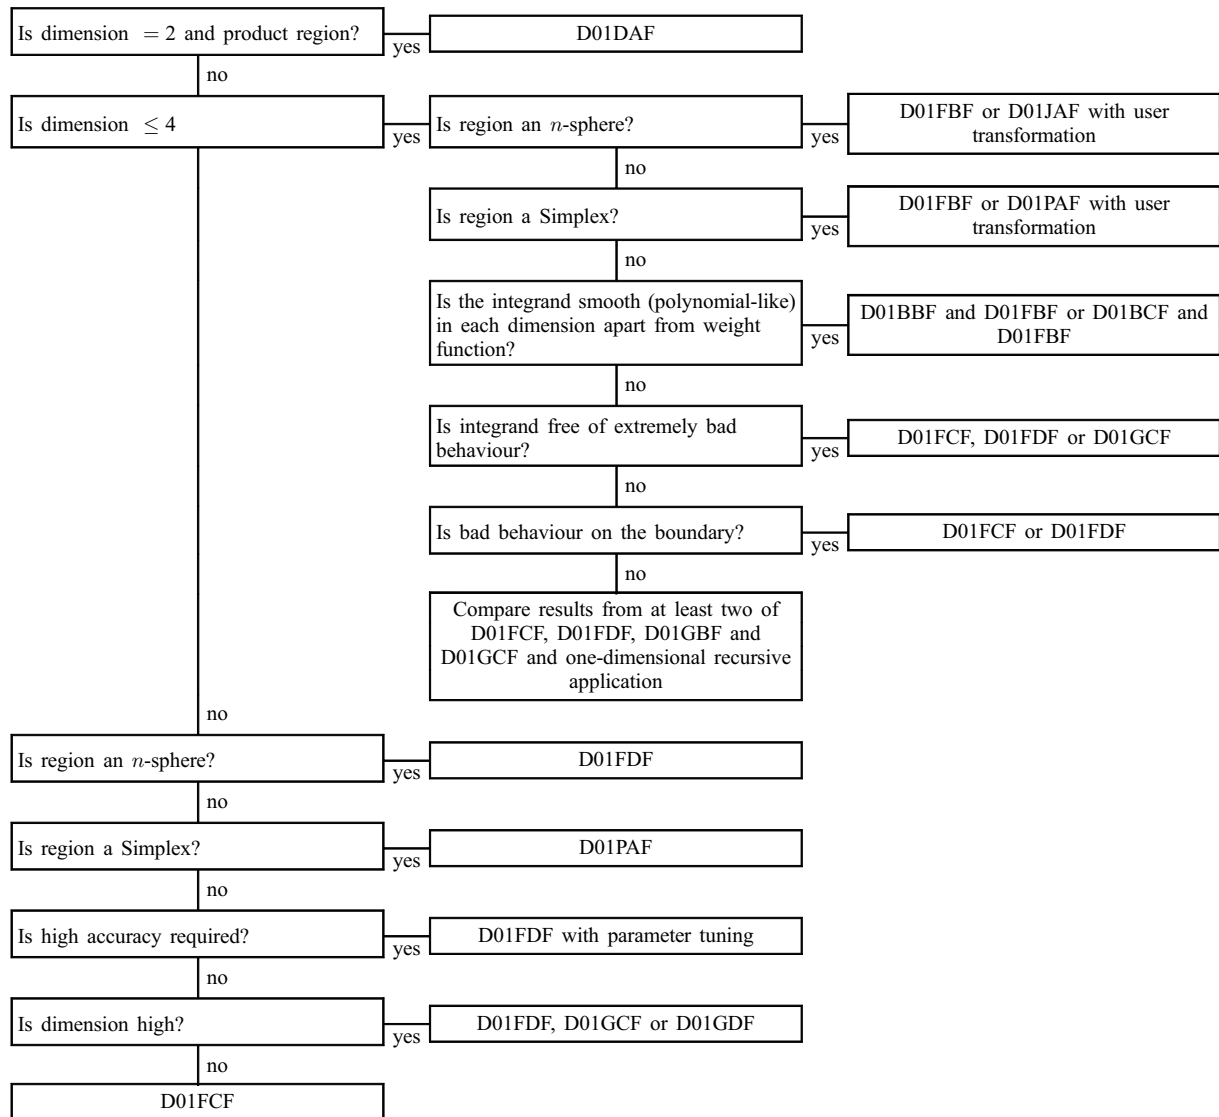 Is dimension = 2 and product region?
yes
D01DAF
no
Is dimension ≤ 4
yes
Is region an n-sphere?
yes
D01FBF or D01JAF with user
transformation
no
Is region a Simplex?
yes
D01FBF or D01PAF with user
transformation
no
Is the integrand smooth (polynomial-like)
in each dimension apart from weight
function?
yes
D01BBF and D01FBF or D01BCF and
D01FBF
no
Is integrand free of extremely bad
behaviour?
yes
D01FCF, D01FDF or D01GCF
no
Is bad behaviour on the boundary?
yes
D01FCF or D01FDF
no
Compare results from at least two of
D01FCF, D01FDF, D01GBF and
D01GCF and one-dimensional recursive
application
no
Is region an n-sphere?
yes
D01FDF
no
Is region a Simplex?
yes
D01PAF
no
Is high accuracy required?
yes
D01FDF with parameter tuning
no
Is dimension high?
yes
D01FDF, D01GCF or D01GDF
no
D01FCF